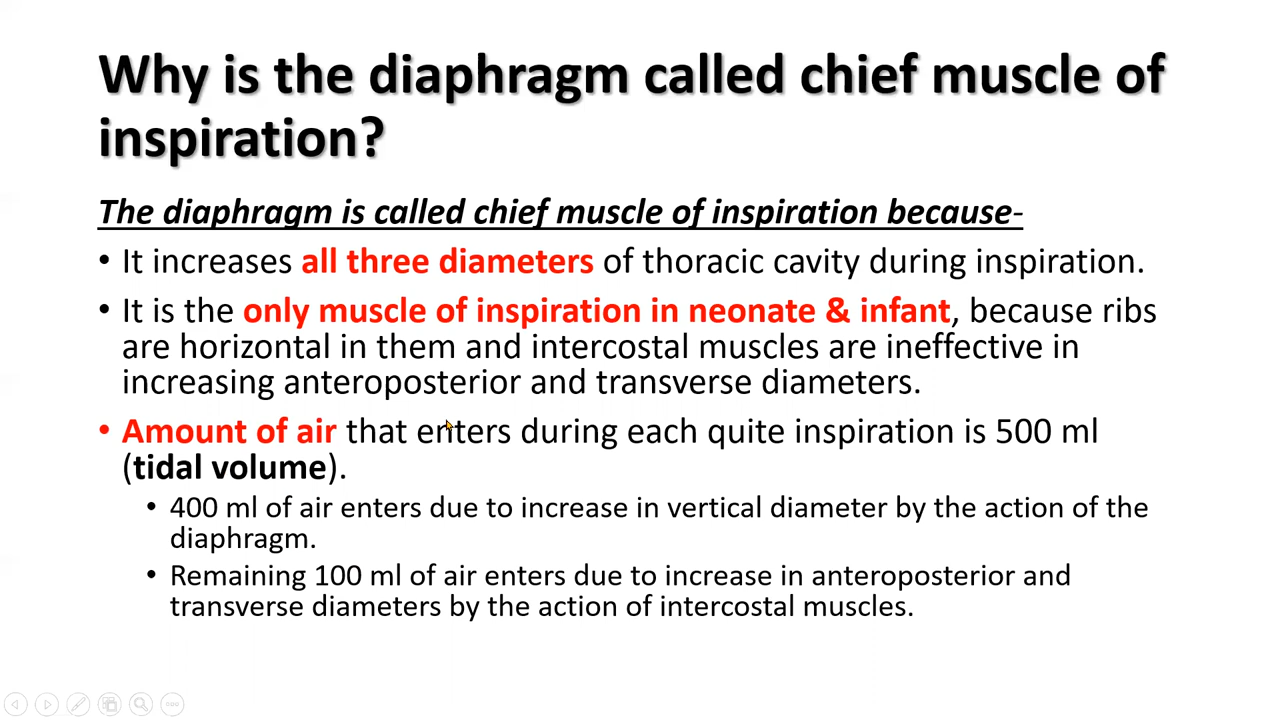 Why is the diaphragm called chief muscle of
inspiration?
The diaphragm is called chief muscle of inspiration because-
• It increases all three diameters of thoracic cavity during inspiration.
• It is the only muscle of inspiration in neonate & infant, because ribs
are horizontal in them and intercostal muscles are ineffective in
increasing anteroposterior and transverse diameters.
• Amount of air that enters during each quite inspiration is 500 ml
(tidal volume).
• 400 ml of air enters due to increase in vertical diameter by the action of the
diaphragm.
• Remaining 100 ml of air enters due to increase in anteroposterior and
transverse diameters by the action of intercostal muscles.